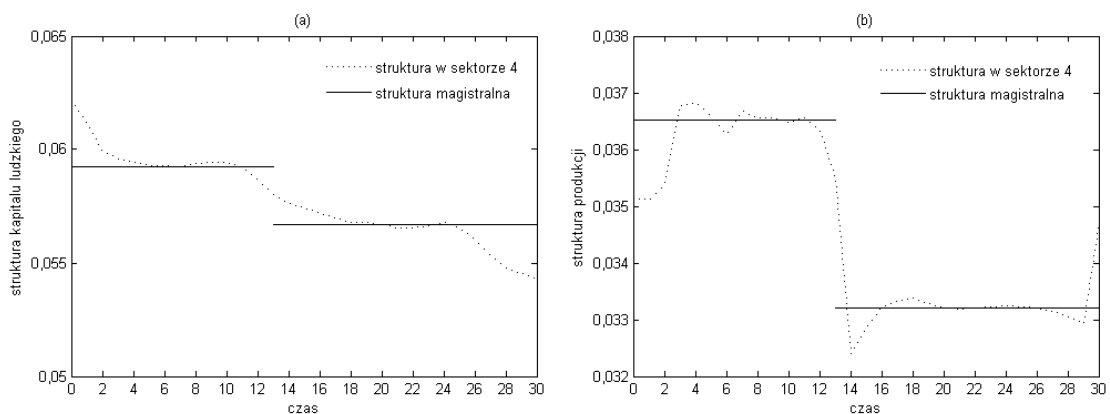 (a)
0,065
0,06
0,055
0,05
struktura kapitału ludzkiego
struktura w sektorze 4
struktura magistralna
0 2 4 6 8 10 12 14 16 18 20 22 24 26 28 30
czas
(b)
0,038
0,037
0,036
0,035
0,034
0,033
0,032
struktura produkcji
struktura w sektorze 4
struktura magistralna
0 2 4 6 8 10 12 14 16 18 20 22 24 26 28 30
czas